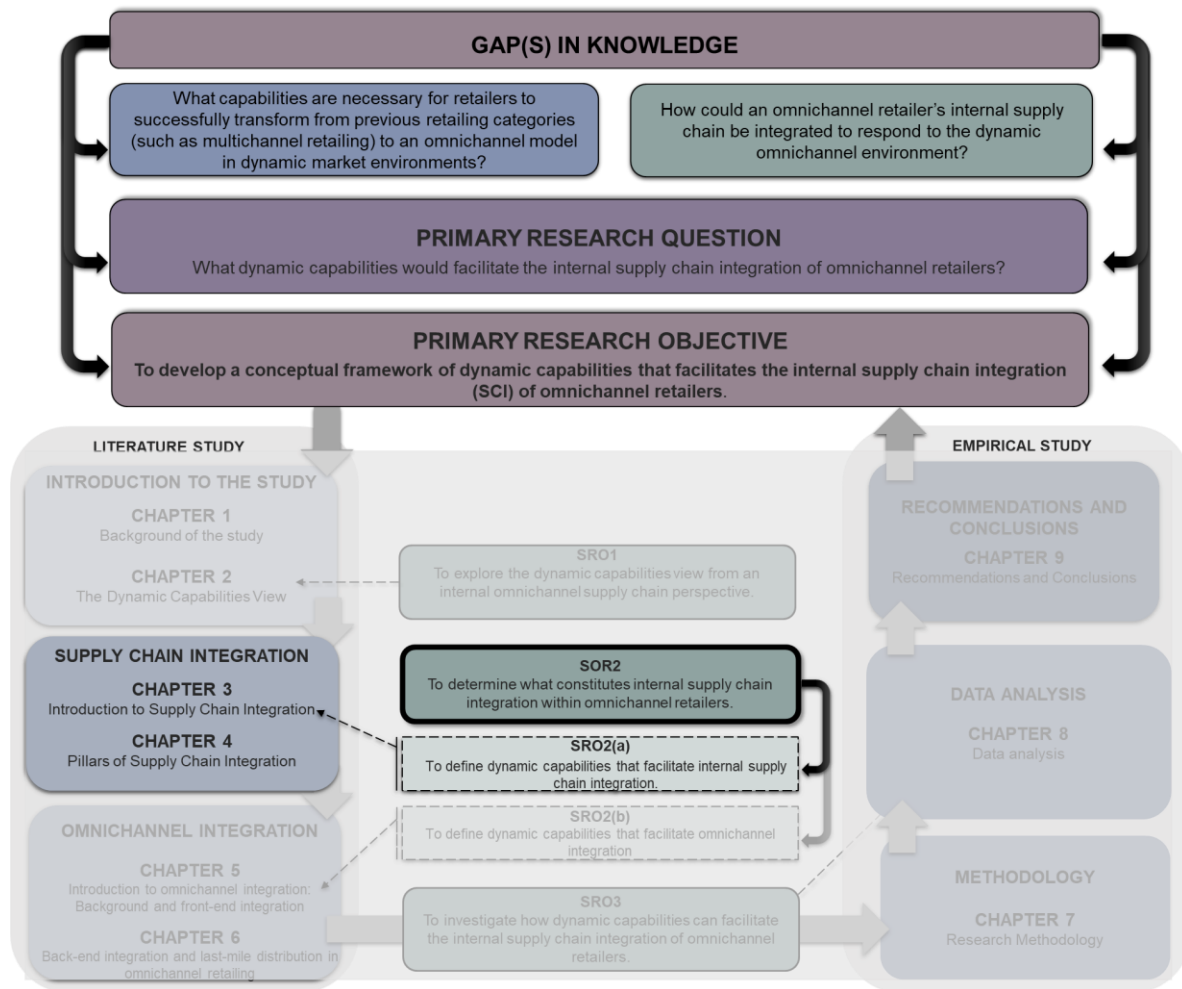 GAP(S) IN KNOWLEDGE
What capabilities are necessary for retailers to
successfully transform from previous retailing categories
(such as multichannel retailing) to an omnichannel model
in dynamic market environments?
How could an omnichannel retailer's internal supply
chain be integrated to respond to the dynamic
omnichannel environment?
PRIMARY RESEARCH QUESTION
What dynamic capabilities would facilitate the internal supply chain integration of omnichannel retailers?
PRIMARY RESEARCH OBJECTIVE
To develop a conceptual framework of dynamic capabilities that facilitates the internal supply chain integration
(SCI) of omnichannel retailers.
LITERATURE STUDY
INTRODUCTION TO THE STUDY
CHAPTER 1
Background of the study
CHAPTER 2
The Dynamic Capabilities View
SUPPLY CHAIN INTEGRATION
CHAPTER 3
Introduction to Supply Chain Integration
CHAPTER 4
Pillars of Supply Chain Integration
OMNICHANNEL INTEGRATION
CHAPTER 5
Introduction to omnichannel integration:
Background and front-end integration
CHAPTER 6
Back-end integration and last-mile distribution in
omnichannel retailing
SRO1
To explore the dynamic capabilities view from an
internal omnichannel supply chain perspective.
SOR2
To determine what constitutes internal supply chain
integration within omnichannel retailers.
SRO2(a)
To define dynamic capabilities that facilitate internal supply
chain integration.
SRO2(b)
To define dynamic capabilities that facilitate omnichannel
integration
SRO3
To investigate how dynamic capabilities can facilitate
the internal supply chain integration of omnichannel
retailers.
EMPIRICAL STUDY
RECOMMENDATIONS AND
CONCLUSIONS
CHAPTER 9
Recommendations and Conclusions
DATA ANALYSIS
CHAPTER 8
Data analysis
METHODOLOGY
CHAPTER 7
Research Methodology